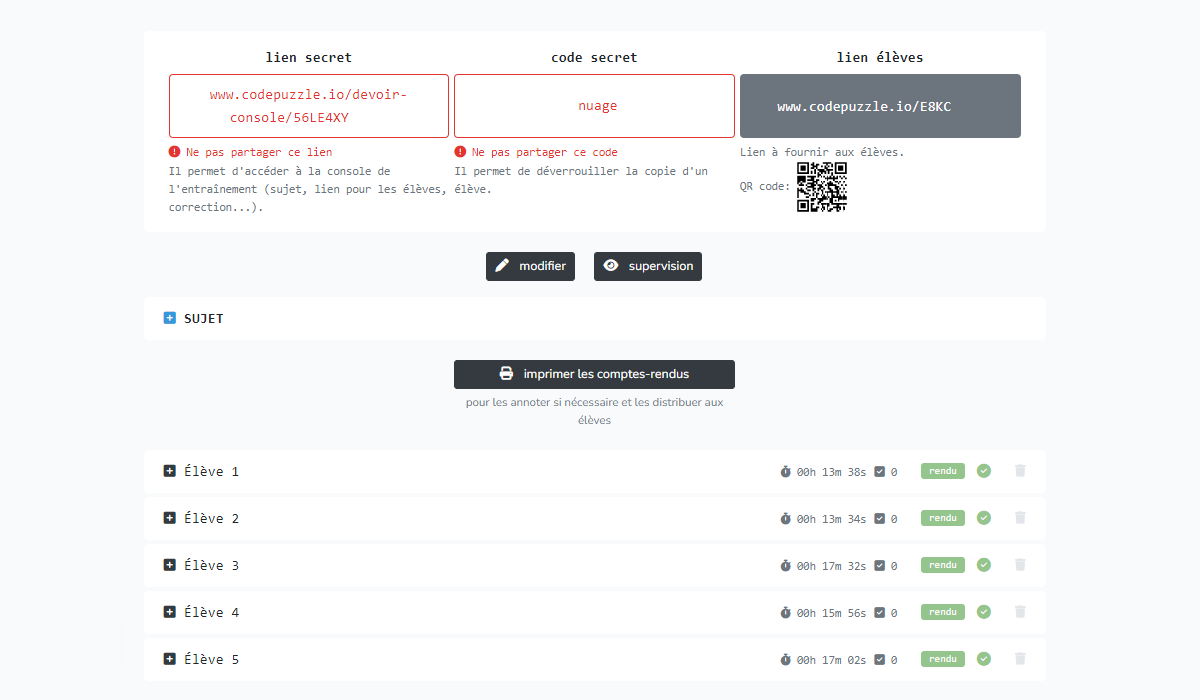 lien secret
www.codepuzzle.io/devoir-
console/56LE4XY
Ne pas partager ce lien
Il permet d'accéder à la console de
l'entraînement (sujet, lien pour les élèves,
correction...).
code secret
nuage
Ne pas partager ce code
Il permet de déverrouiller la copie d'un
élève.
lien élèves
www.codepuzzle.io/E8KC
Lien à fournir aux élèves.
QR code:
modifier
supervision
SUJET
imprimer les comptes-rendus
pour les annoter si nécessaire et les distribuer aux
élèves
Élève 1 00h 13m 38s 0 rendu
Élève 2 00h 13m 34s 0 rendu
Élève 3 00h 17m 32s 0 rendu
Élève 4 00h 15m 56s 0 rendu
Élève 5 00h 17m 02s 0 rendu